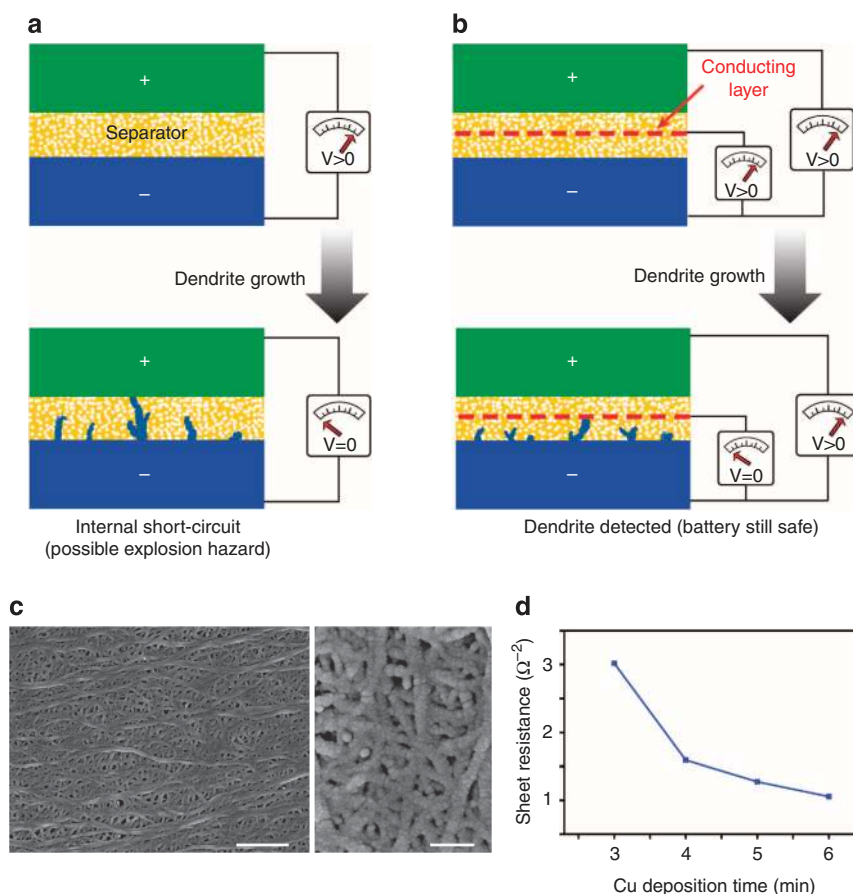 a
+
Separator
V>0
–
Dendrite growth
+
V=0
–
Internal short-circuit
(possible explosion hazard)
b
+
Conducting
layer
V>0
V>0
–
Dendrite growth
+
V=0
V>0
–
Dendrite detected (battery still safe)
c
d
Sheet resistance (Ω⁻²)
3
2
1
3 4 5 6
Cu deposition time (min)